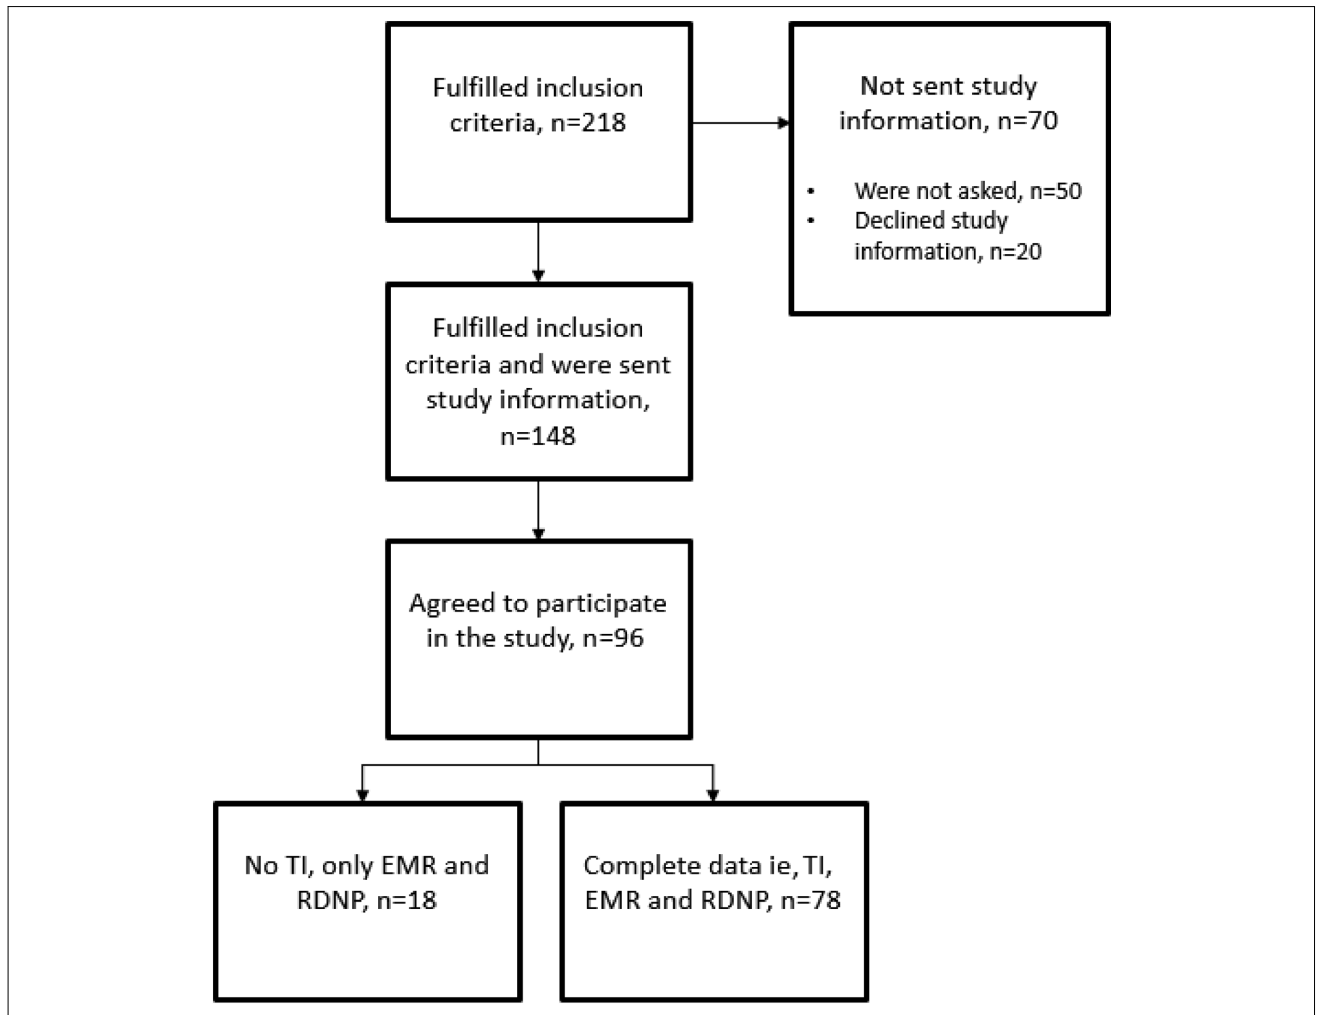 Fulfilled inclusion
criteria, n=218
Not sent study
information, n=70
• Were not asked, n=50
• Declined study
information, n=20
Fulfilled inclusion
criteria and were sent
study information,
n=148
Agreed to participate
in the study, n=96
No TI, only EMR and
RDNP, n=18
Complete data ie, TI,
EMR and RDNP, n=78